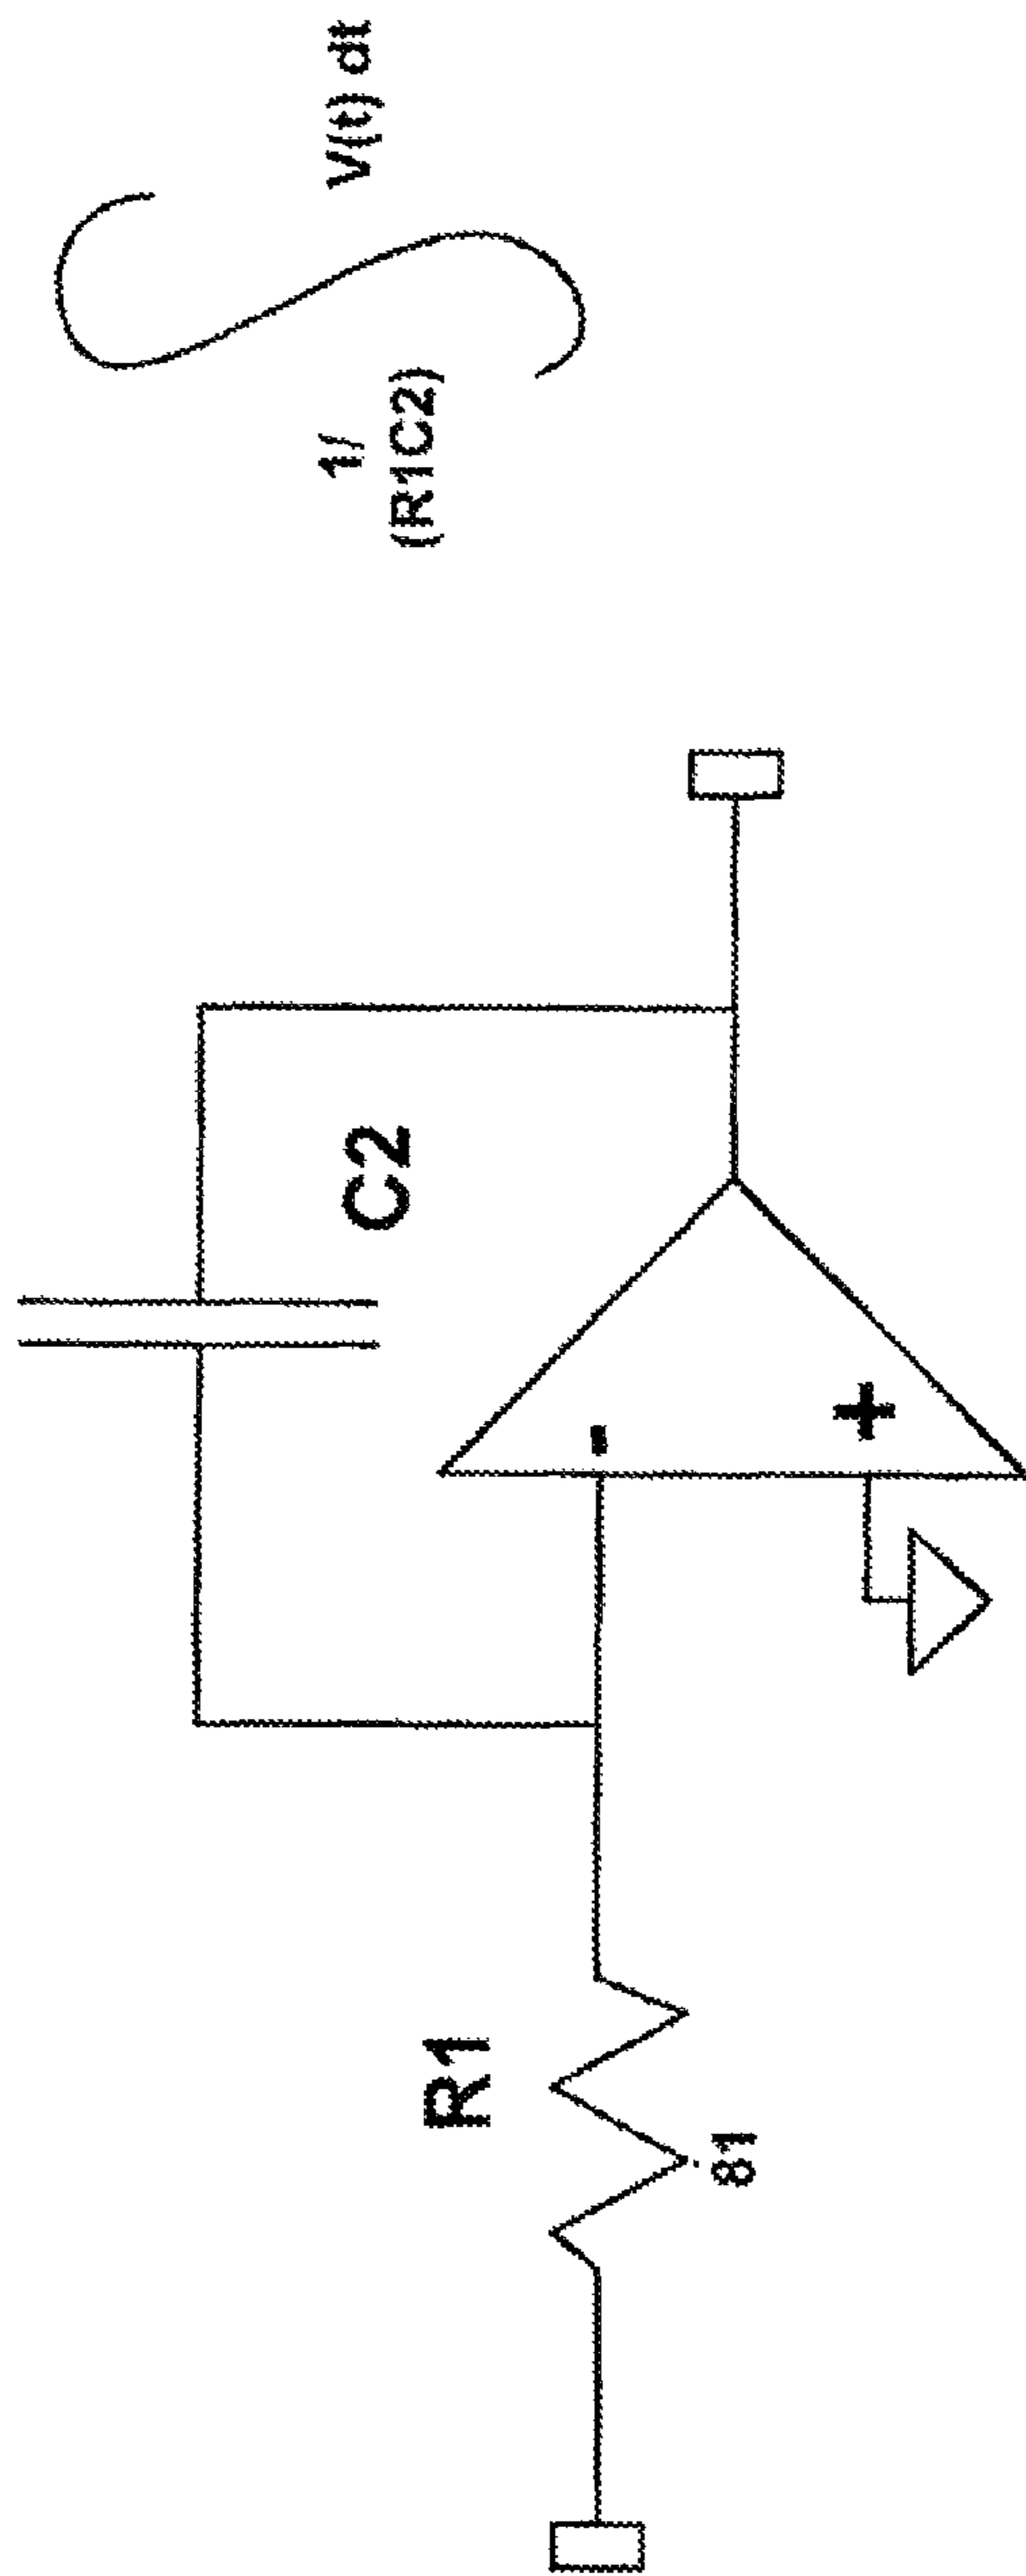 R1
81
C2
-
+
1/
(R1C2)
V(t) dt